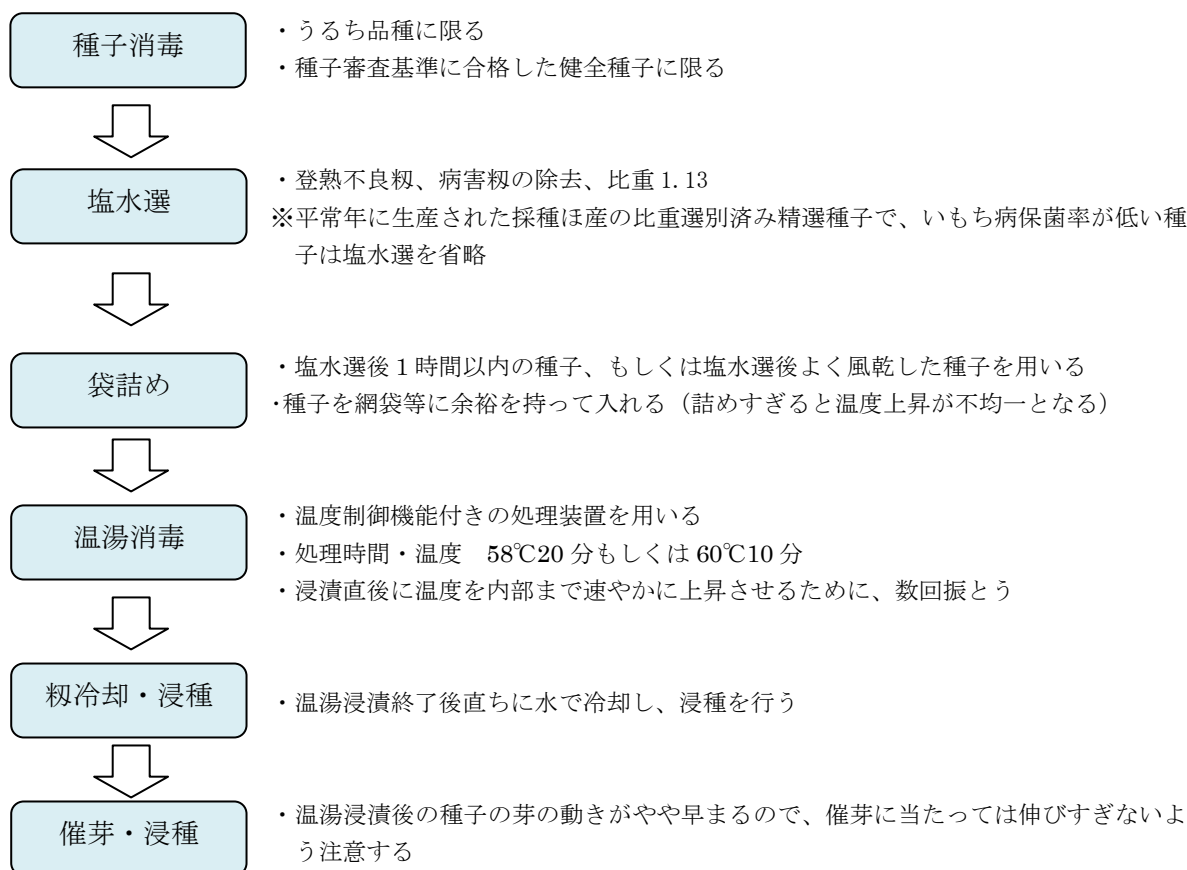 種子消毒
・うるち品種に限る
・種子審査基準に合格した健全種子に限る
塩水選
・登熟不良籾、病害籾の除去、比重 1.13
※平常年に生産された採種ほ産の比重選別済み精選種子で、いもち病保菌率が低い種
子は塩水選を省略
袋詰め
・塩水選後 1 時間以内の種子、もしくは塩水選後よく風乾した種子を用いる
・種子を網袋等に余裕を持って入れる（詰めすぎると温度上昇が不均一となる）
温湯消毒
・温度制御機能付きの処理装置を用いる
・処理時間・温度　58℃20 分もしくは 60℃10 分
・浸漬直後に温度を内部まで速やかに上昇させるために、数回振とう
籾冷却・浸種
・温湯浸漬終了後直ちに水で冷却し、浸種を行う
催芽・浸種
・温湯浸漬後の種子の芽の動きがやや早まるので、催芽に当たっては伸びすぎないよ
う注意する